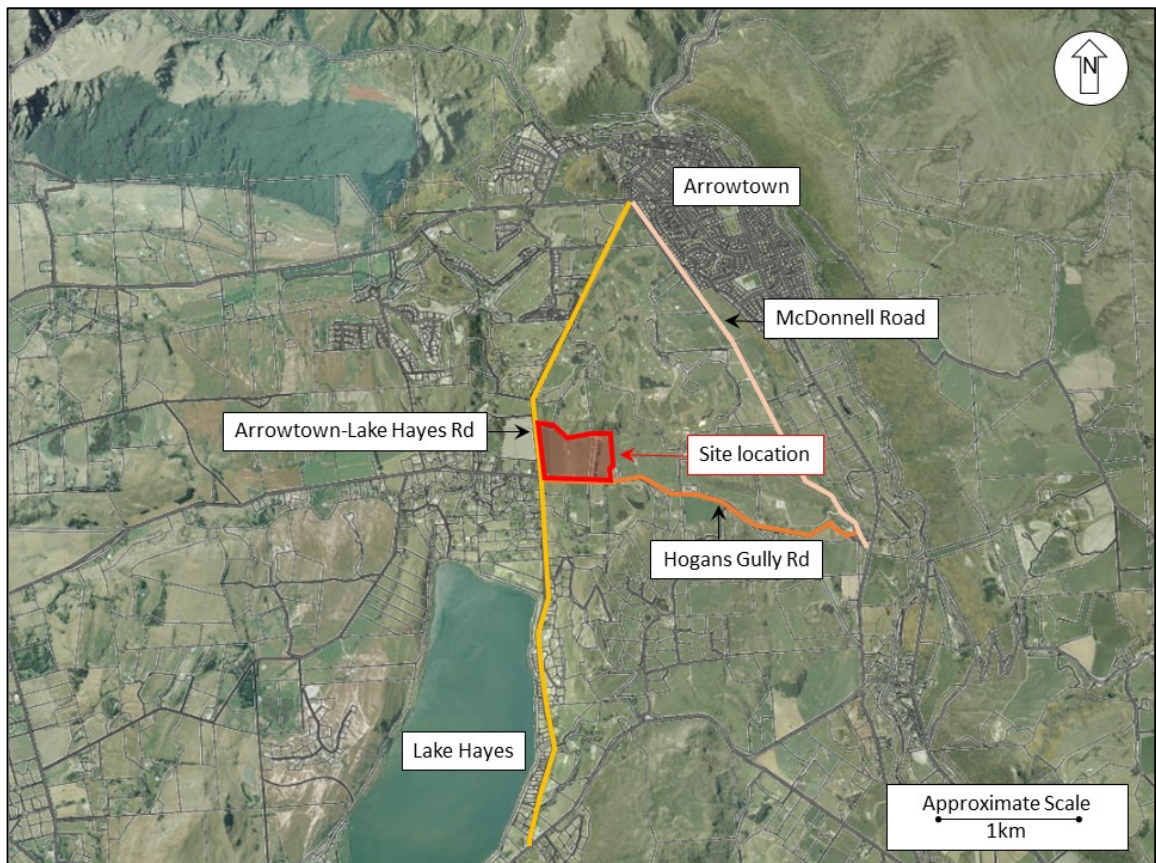 N
Arrowtown
McDonnell Road
Arrowtown-Lake Hayes Rd
Site location
Hogans Gully Rd
Lake Hayes
Approximate Scale
1km